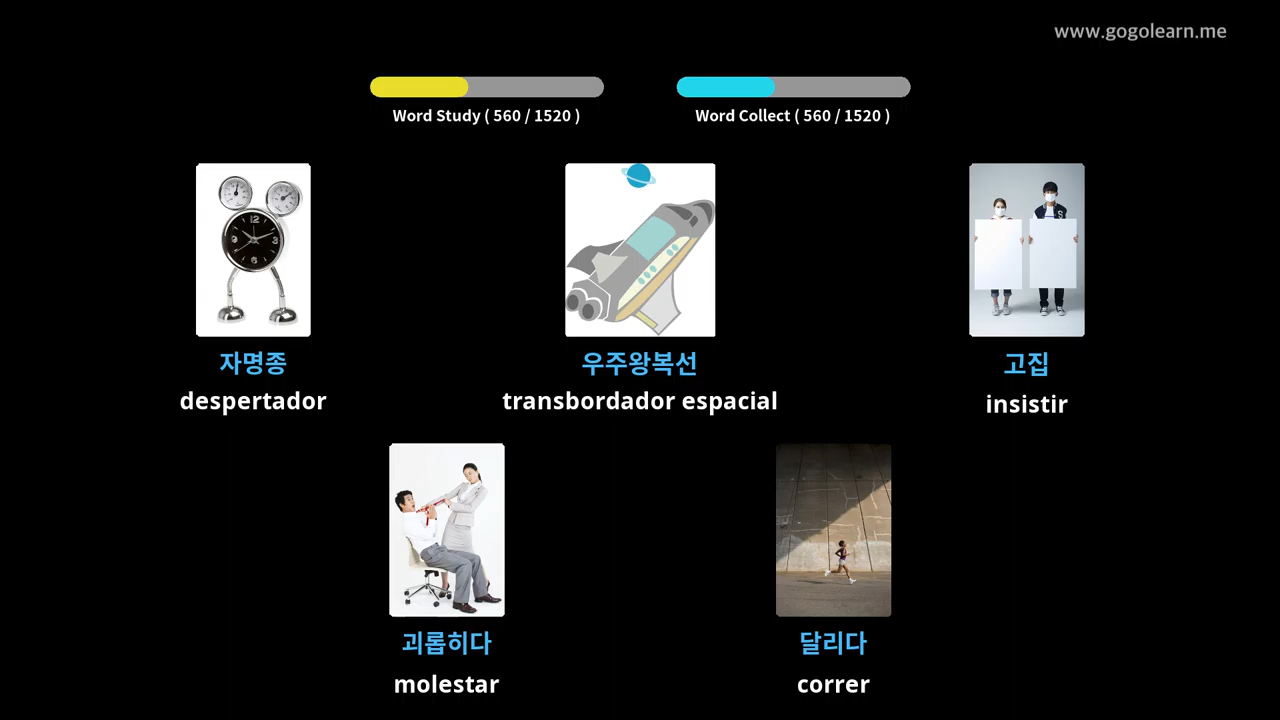 www.gogolearn.me
Word Study ( 560 / 1520 )
Word Collect ( 560 / 1520 )
자명종
despertador
우주왕복선
transbordador espacial
고집
insistir
괴롭히다
molestar
달리다
correr